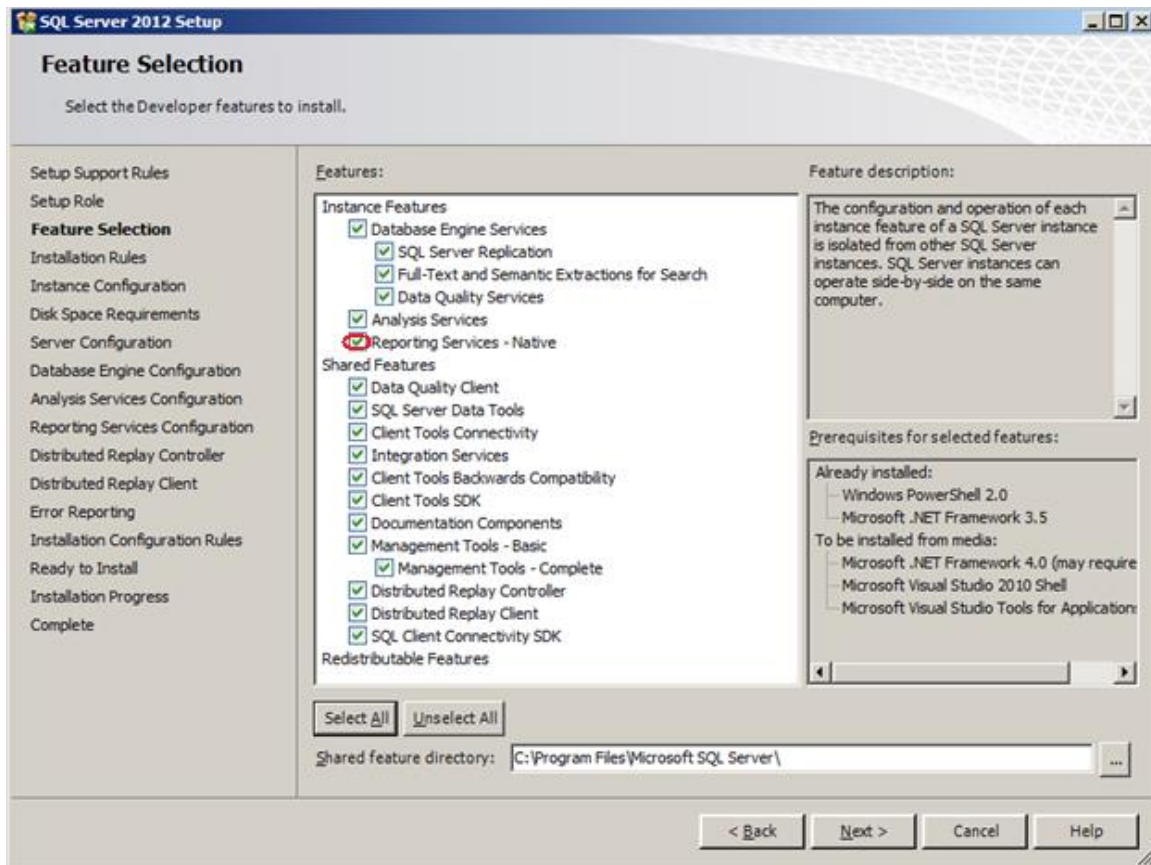 SQL Server 2012 Setup
Feature Selection
Select the Developer features to install.
Setup Support Rules
Setup Role
Feature Selection
Installation Rules
Instance Configuration
Disk Space Requirements
Server Configuration
Database Engine Configuration
Analysis Services Configuration
Reporting Services Configuration
Distributed Replay Controller
Distributed Replay Client
Error Reporting
Installation Configuration Rules
Ready to Install
Installation Progress
Complete
Features:
Instance Features
Database Engine Services
SQL Server Replication
Full-Text and Semantic Extractions for Search
Data Quality Services
Analysis Services
Reporting Services - Native
Shared Features
Data Quality Client
SQL Server Data Tools
Client Tools Connectivity
Integration Services
Client Tools Backwards Compatibility
Client Tools SDK
Documentation Components
Management Tools - Basic
Management Tools - Complete
Distributed Replay Controller
Distributed Replay Client
SQL Client Connectivity SDK
Redistributable Features
Feature description:
The configuration and operation of each
instance feature of a SQL Server instance
is isolated from other SQL Server
instances. SQL Server instances can
operate side-by-side on the same
computer.
Prerequisites for selected features:
Already installed:
Windows PowerShell 2.0
Microsoft .NET Framework 3.5
To be installed from media:
Microsoft .NET Framework 4.0 (may require
Microsoft Visual Studio 2010 Shell
Microsoft Visual Studio Tools for Applications
Select All Unselect All
Shared feature directory: C:\Program Files\Microsoft SQL Server\ ...
< Back Next > Cancel Help